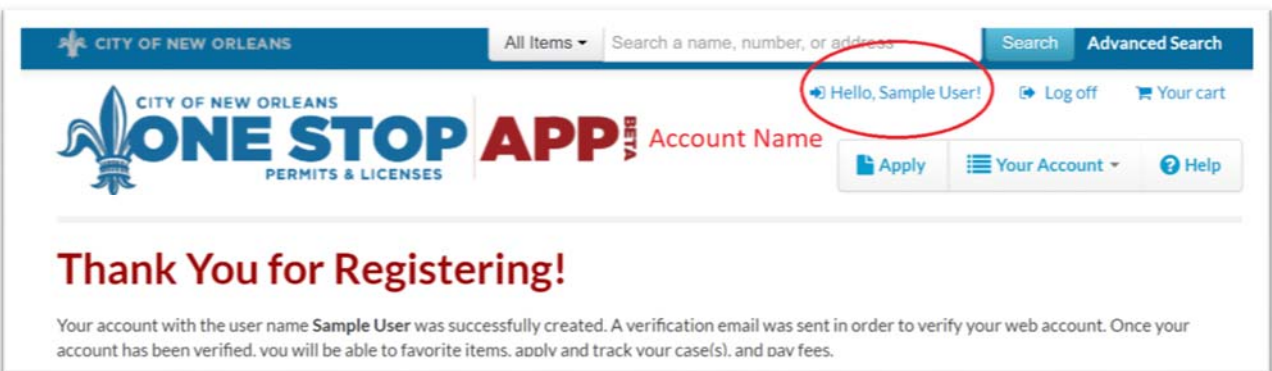 CITY OF NEW ORLEANS All Items Search a name, number, or address Search Advanced Search
Hello, Sample User! Log off Your cart
CITY OF NEW ORLEANS
ONE STOP APP BETA
PERMITS & LICENSES
Account Name
Apply Your Account Help
Thank You for Registering!
Your account with the user name Sample User was successfully created. A verification email was sent in order to verify your web account. Once your
account has been verified, you will be able to favorite items, apply and track your case(s), and pay fees.